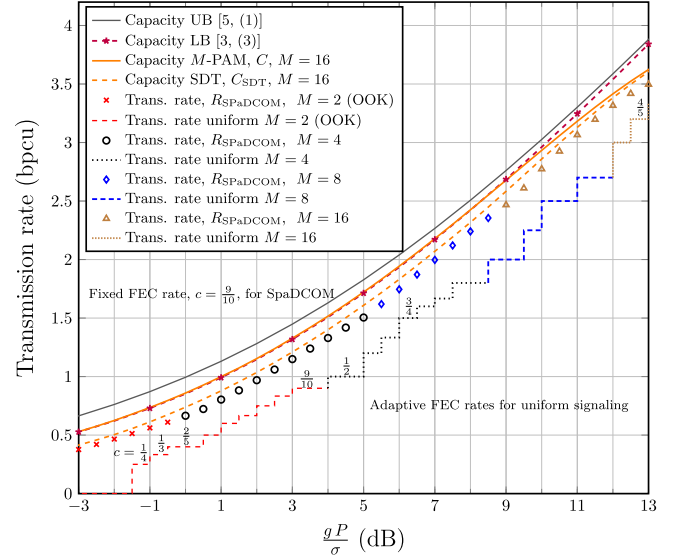 Capacity UB [5, (1)]
Capacity LB [3, (3)]
Capacity M-PAM, C, M = 16
Capacity SDT, C_SDT, M = 16
Trans. rate, R_SPaDCOM, M = 2 (OOK)
Trans. rate uniform M = 2 (OOK)
Trans. rate, R_SPaDCOM, M = 4
Trans. rate uniform M = 4
Trans. rate, R_SPaDCOM, M = 8
Trans. rate uniform M = 8
Trans. rate, R_SPaDCOM, M = 16
Trans. rate uniform M = 16
Fixed FEC rate, c = 9/10, for SpaDCOM
Adaptive FEC rates for uniform signaling
c = 1/4
1/3
2/5
9/10
1/2
3/4
4/5
Transmission rate (bpcu)
4
3.5
3
2.5
2
1.5
1
0.5
0
−3 −1 1 3 5 7 9 11 13
gP/σ (dB)